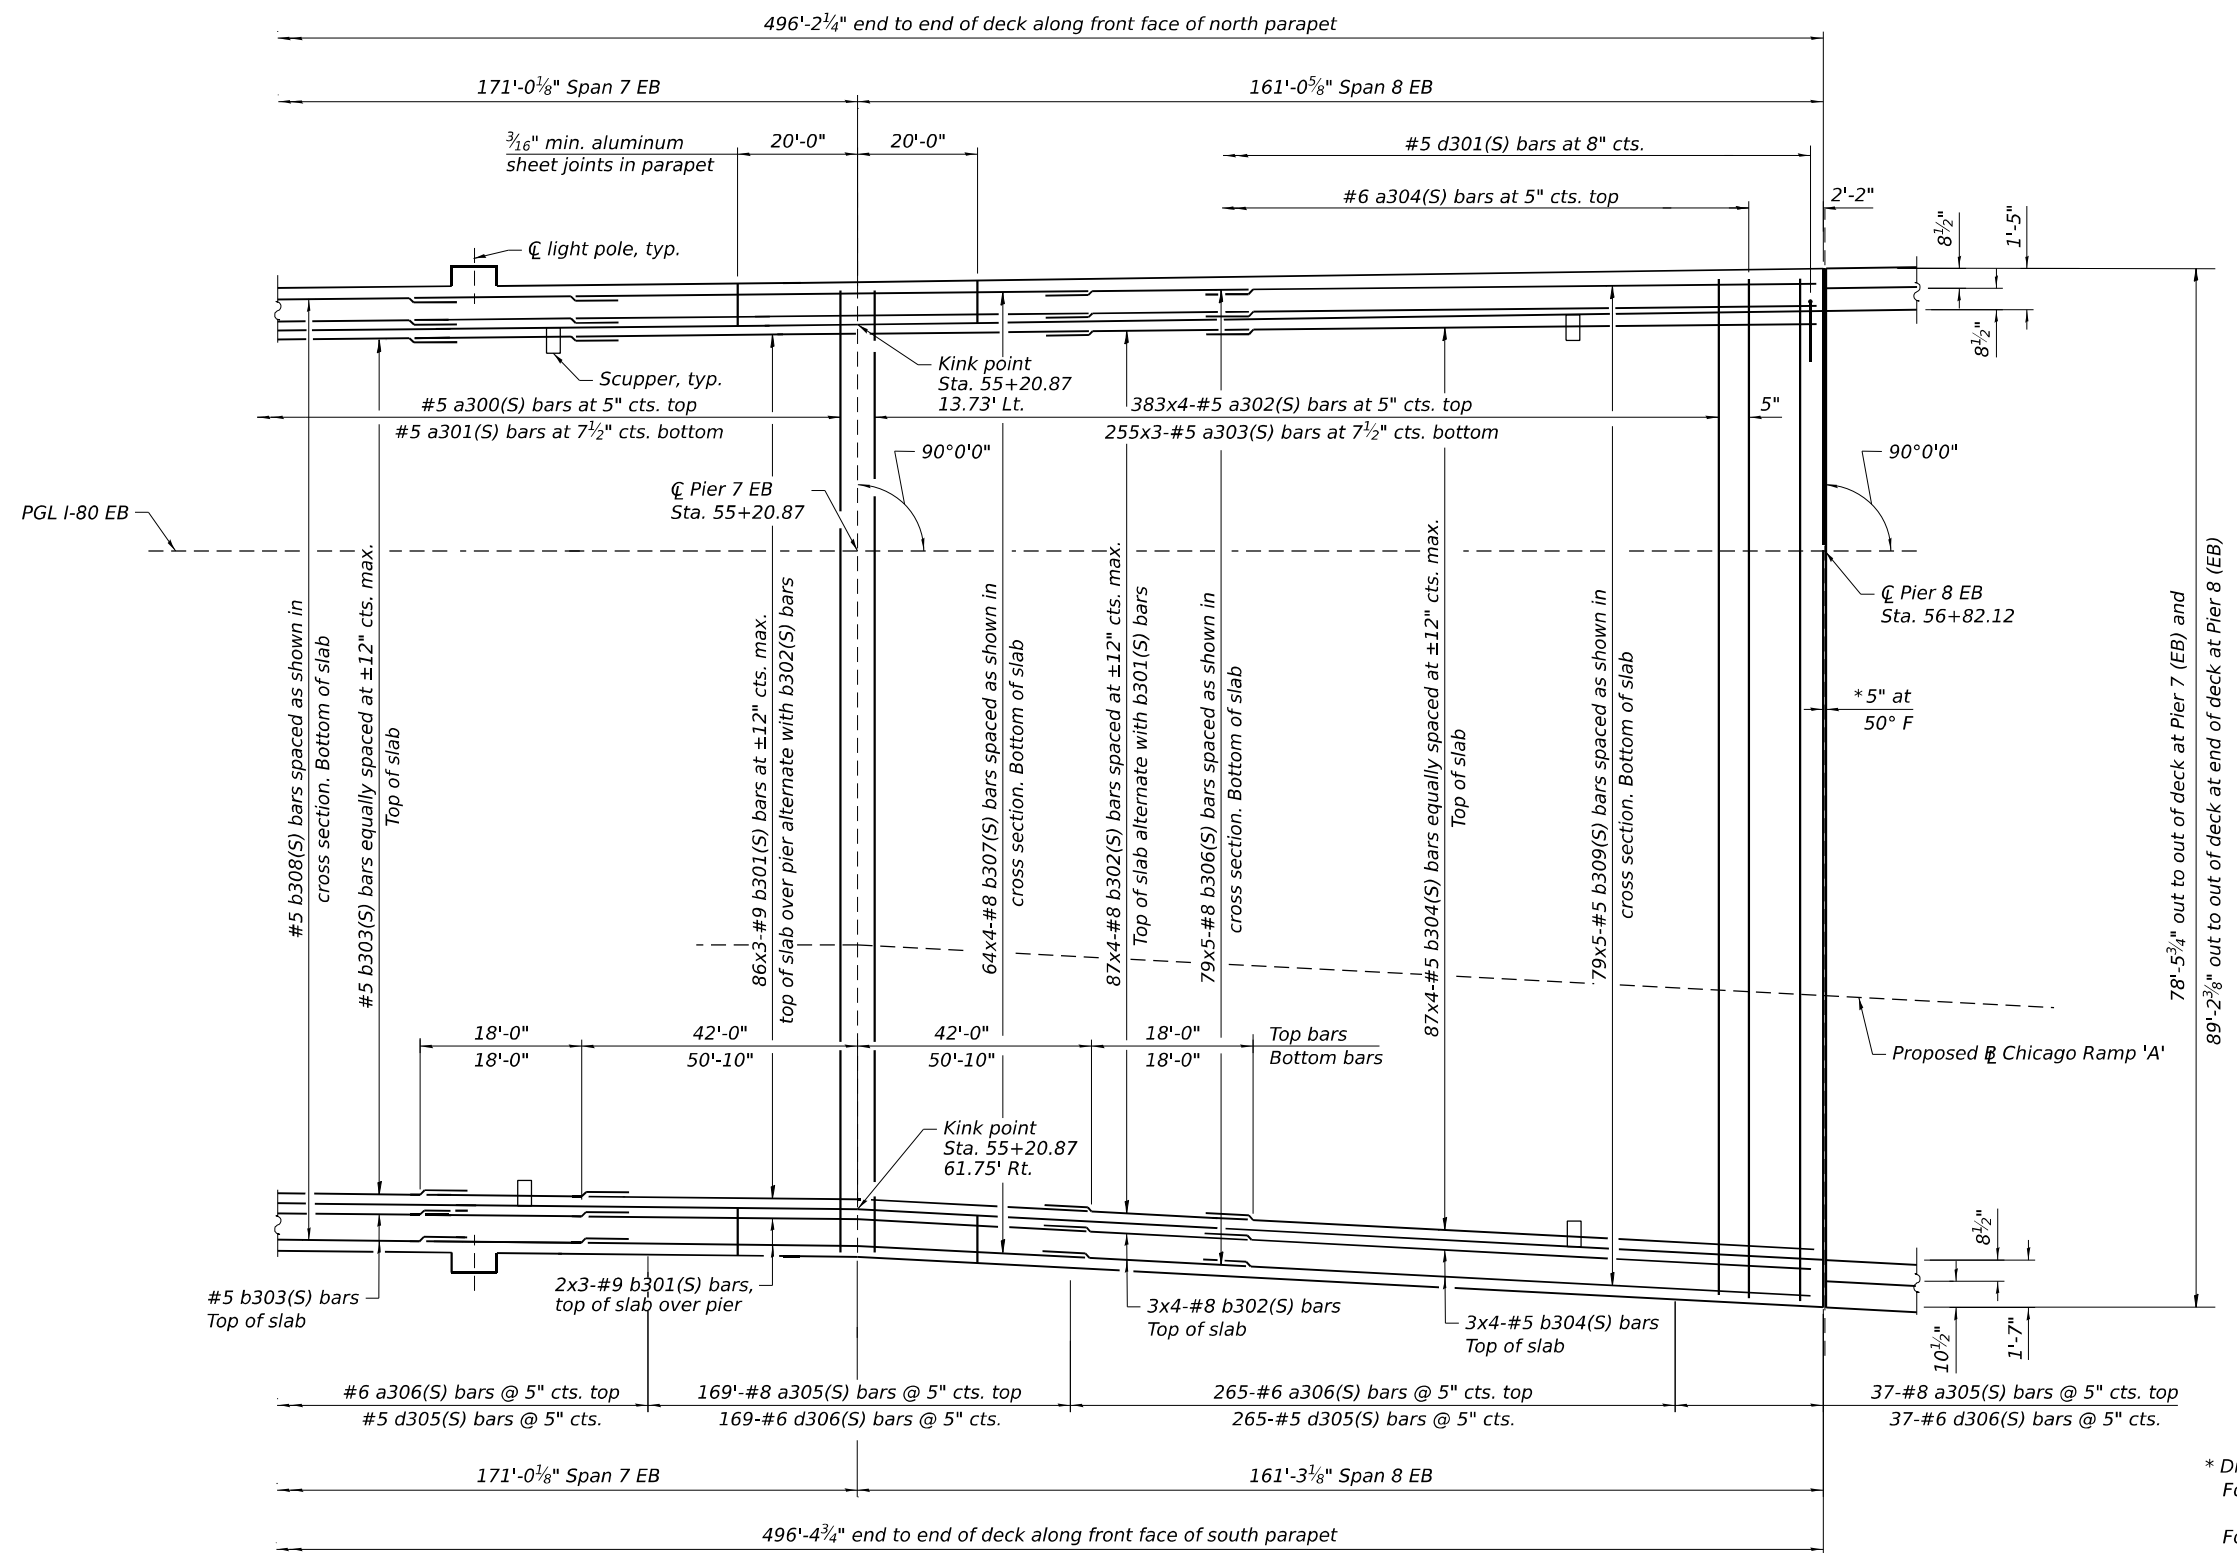 496'-2¼" end to end of deck along front face of north parapet
171'-0⅛" Span 7 EB
161'-0⅝" Span 8 EB
3/16" min. aluminum
sheet joints in parapet
20'-0"
20'-0"
#5 d301(S) bars at 8" cts.
#6 a304(S) bars at 5" cts. top
2'-2"
8½"
1'-5"
8½"
℄ light pole, typ.
Scupper, typ.
Kink point
Sta. 55+20.87
13.73' Lt.
#5 a300(S) bars at 5" cts. top
#5 a301(S) bars at 7½" cts. bottom
383x4-#5 a302(S) bars at 5" cts. top
255x3-#5 a303(S) bars at 7½" cts. bottom
5"
90°0'0"
90°0'0"
℄ Pier 7 EB
Sta. 55+20.87
PGL I-80 EB
℄ Pier 8 EB
Sta. 56+82.12
#5 b308(S) bars spaced as shown in
cross section. Bottom of slab
#5 b303(S) bars equally spaced at ±12" cts. max.
Top of slab
86x3-#9 b301(S) bars at ±12" cts. max.
top of slab over pier alternate with b302(S) bars
64x4-#8 b307(S) bars spaced as shown in
cross section. Bottom of slab
87x4-#8 b302(S) bars spaced at ±12" cts. max.
Top of slab alternate with b301(S) bars
79x5-#8 b306(S) bars spaced as shown in
cross section. Bottom of slab
87x4-#5 b304(S) bars equally spaced at ±12" cts. max.
Top of slab
79x5-#5 b309(S) bars spaced as shown in
cross section. Bottom of slab
*5" at
50° F
78'-5¾" out to out of deck at Pier 7 (EB) and
89'-2⅜" out to out of deck at end of deck at Pier 8 (EB)
18'-0"
42'-0"
42'-0"
18'-0"
Top bars
18'-0"
50'-10"
50'-10"
18'-0"
Bottom bars
Proposed ⅊ Chicago Ramp 'A'
Kink point
Sta. 55+20.87
61.75' Rt.
#5 b303(S) bars
Top of slab
2x3-#9 b301(S) bars,
top of slab over pier
3x4-#8 b302(S) bars
Top of slab
3x4-#5 b304(S) bars
Top of slab
8½"
10½"
1'-7"
#6 a306(S) bars @ 5" cts. top
#5 d305(S) bars @ 5" cts.
169'-#8 a305(S) bars @ 5" cts. top
169-#6 d306(S) bars @ 5" cts.
265-#6 a306(S) bars @ 5" cts. top
265-#5 d305(S) bars @ 5" cts.
37-#8 a305(S) bars @ 5" cts. top
37-#6 d306(S) bars @ 5" cts.
171'-0⅛" Span 7 EB
161'-3⅛" Span 8 EB
496'-4¾" end to end of deck along front face of south parapet
*